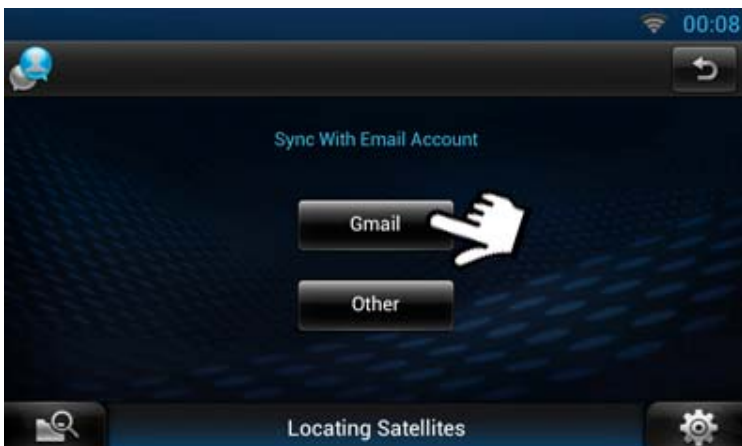 00:08
Sync With Email Account
Gmail
Other
Locating Satellites